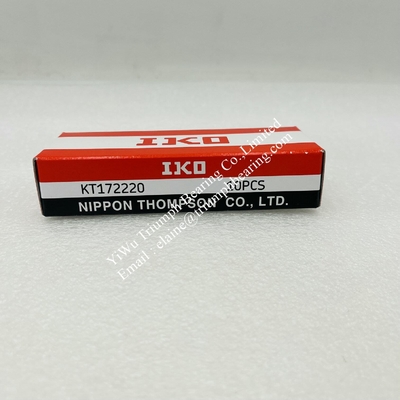 IKO
IKO
KT172220 10PCS
NIPPON THOMPSON CO., LTD.
YiWu Triumph Bearing Co.,Limited
Email : elaine@triumphbearing.com